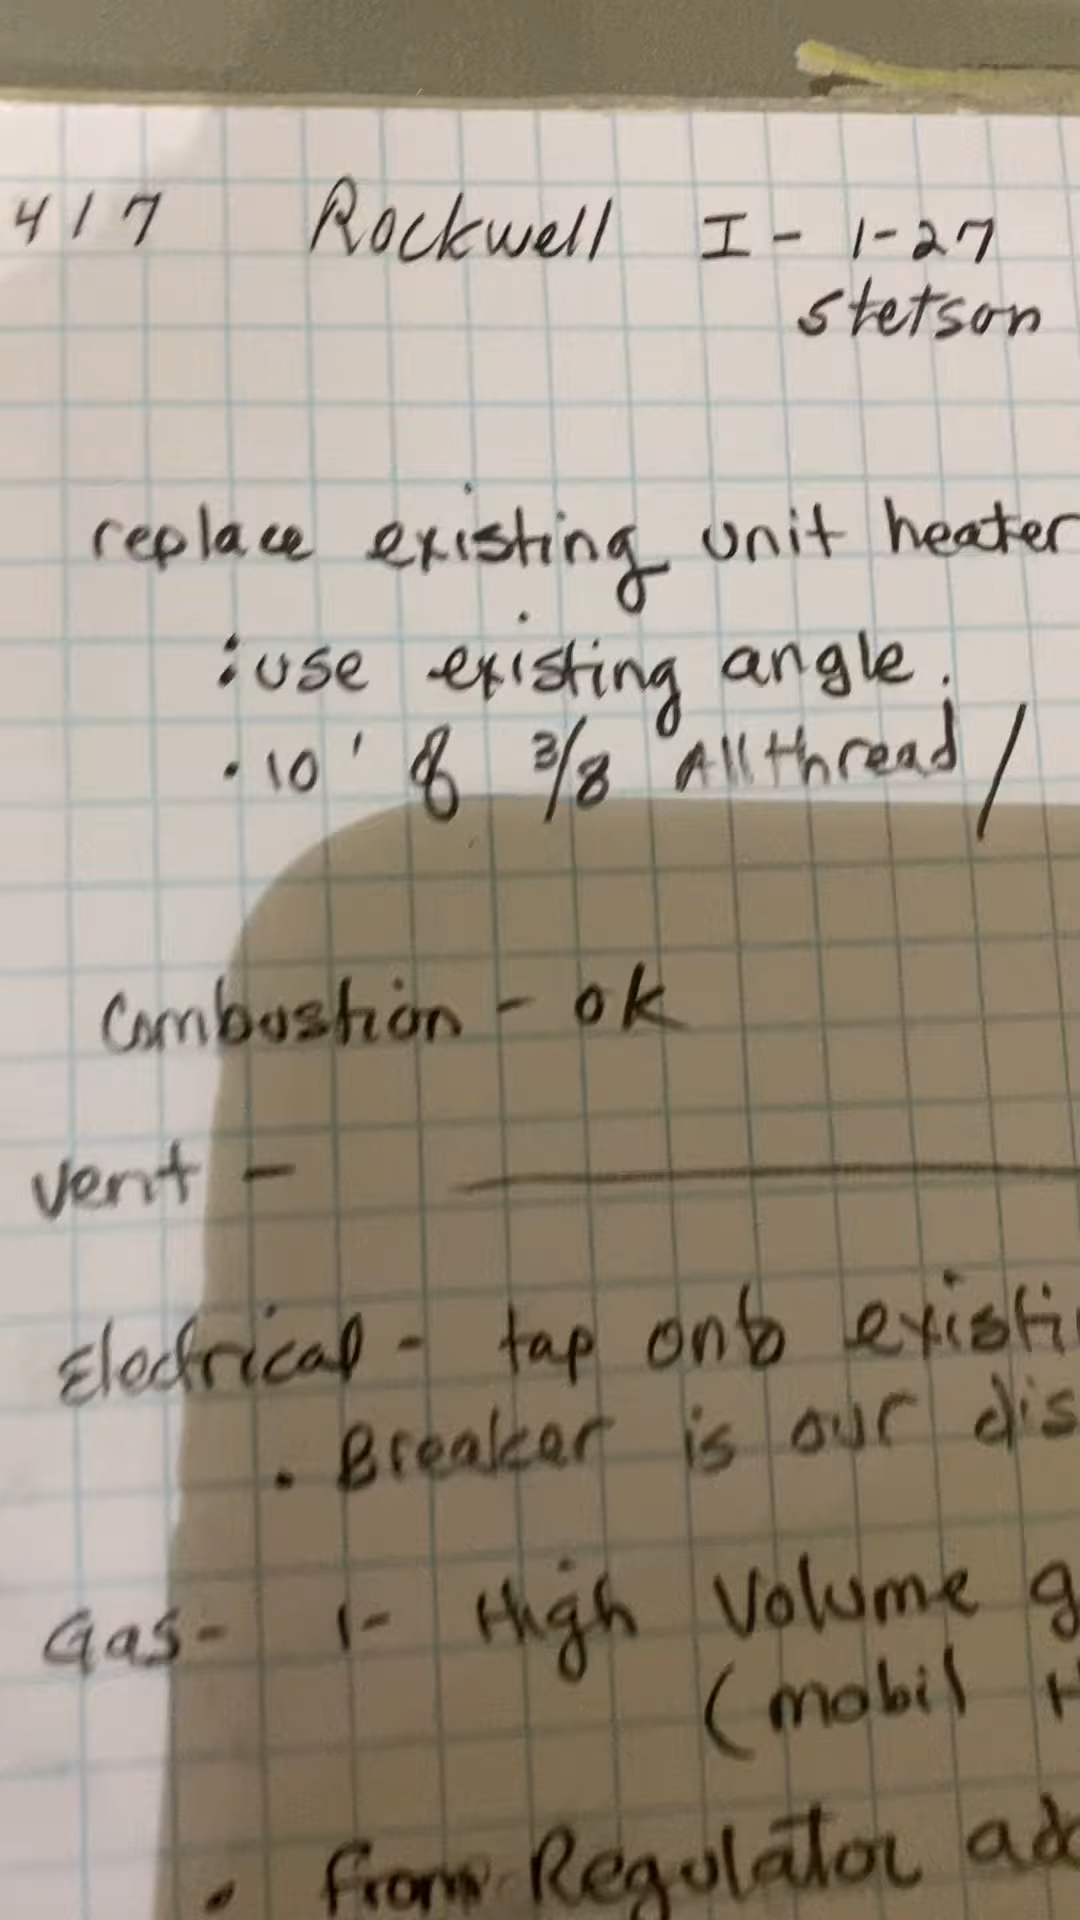 417 Rockwell I - 1-27
stetson
replace existing unit heater
: use existing angle.
. 10' of 3/8 Allthread /
Combustion - ok
vent -
Electrical - tap onto
. Breaker is our
Gas - 1 - High Volume
(mobil
. from Regulator